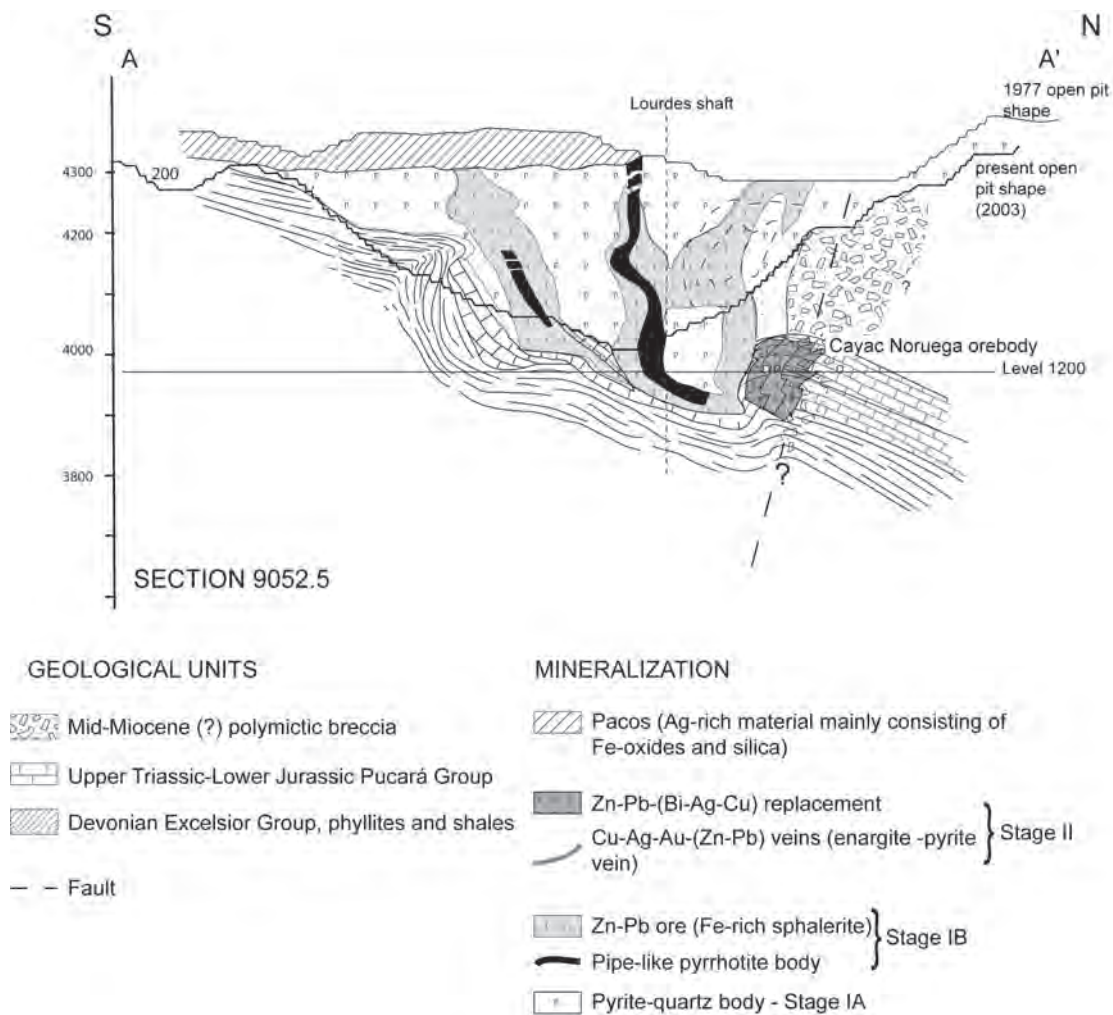 S
N
A
A'
Lourdes shaft
1977 open pit
shape
4300
200
present open
pit shape
(2003)
4200
4000
Cayac Noruega orebody
Level 1200
3800
?
?
SECTION 9052.5
GEOLOGICAL UNITS
Mid-Miocene (?) polymictic breccia
Upper Triassic-Lower Jurassic Pucará Group
Devonian Excelsior Group, phyllites and shales
Fault
MINERALIZATION
Pacos (Ag-rich material mainly consisting of
Fe-oxides and silica)
Zn-Pb-(Bi-Ag-Cu) replacement
Cu-Ag-Au-(Zn-Pb) veins (enargite -pyrite
vein)
Stage II
Zn-Pb ore (Fe-rich sphalerite)
Stage IB
Pipe-like pyrrhotite body
Pyrite-quartz body - Stage IA